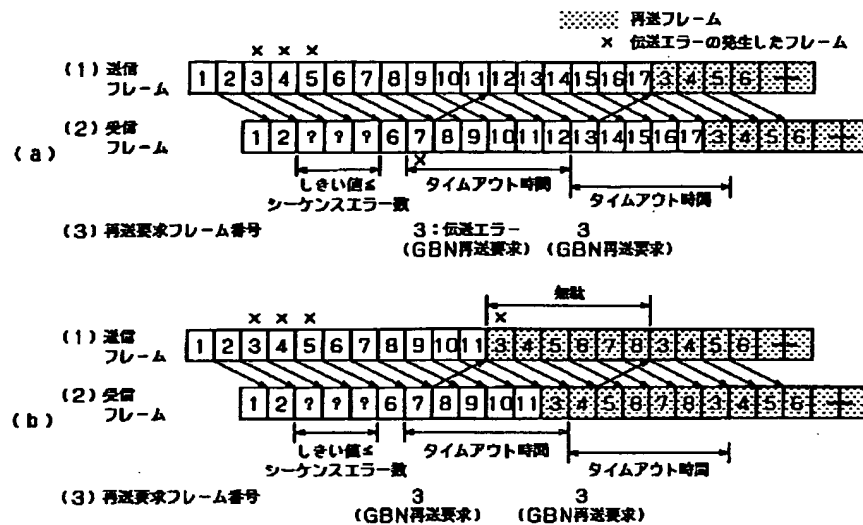 再送フレーム
× 伝送エラーの発生したフレーム
× × ×
(1) 送信フレーム
1 2 3 4 5 6 7 8 9 10 11 12 13 14 15 16 17 3 4 5 6
(2) 受信フレーム
1 2 ? ? ? 6 7 8 9 10 11 12 13 14 15 16 17 3 4 5 6
(a)
×
しきい値≦シーケンスエラー数
タイムアウト時間
タイムアウト時間
(3) 再送要求フレーム番号
3:伝送エラー 3
(GBN再送要求) (GBN再送要求)
無駄
× × × ×
(1) 送信フレーム
1 2 3 4 5 6 7 8 9 10 11 3 4 5 6 7 8 3 4 5 6
(2) 受信フレーム
1 2 ? ? ? 6 7 8 9 10 11 3 4 5 6 7 8 3 4 5 6
(b)
しきい値≦シーケンスエラー数
タイムアウト時間
タイムアウト時間
(3) 再送要求フレーム番号
3 3
(GBN再送要求) (GBN再送要求)